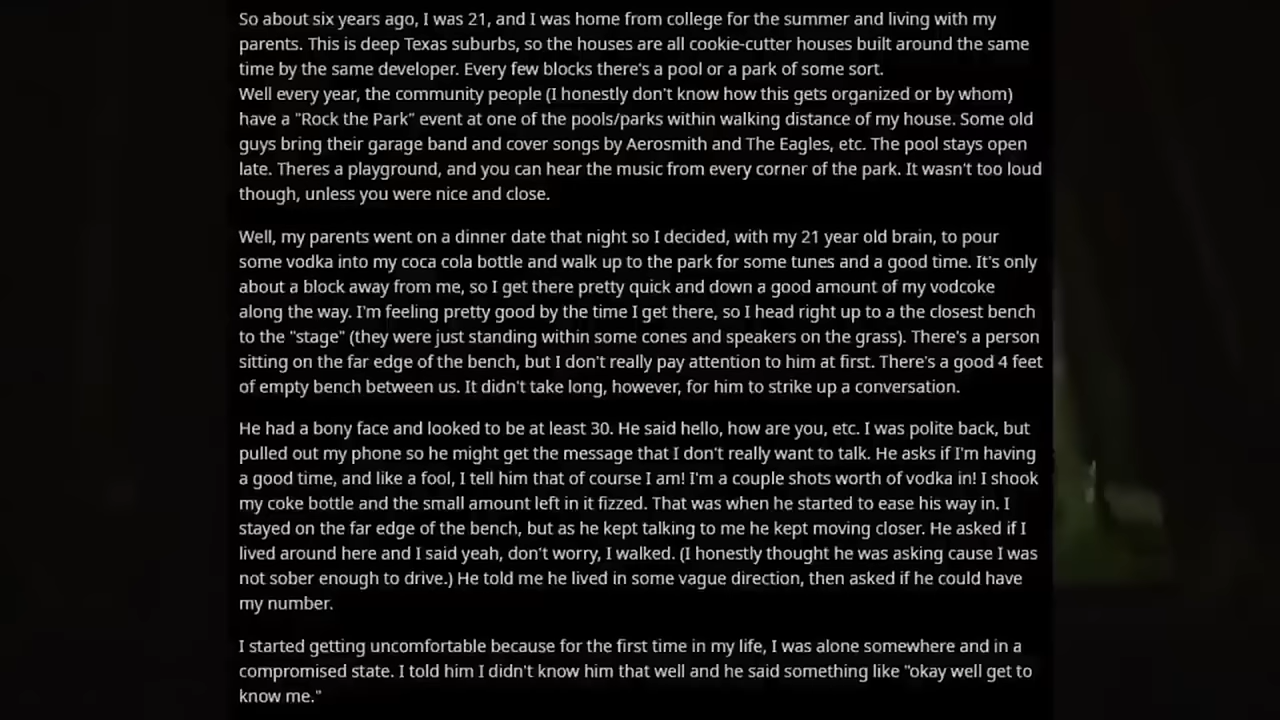 So about six years ago, I was 21, and I was home from college for the summer and living with my
parents. This is deep Texas suburbs, so the houses are all cookie-cutter houses built around the same
time by the same developer. Every few blocks there's a pool or a park of some sort.
Well every year, the community people (I honestly don't know how this gets organized or by whom)
have a "Rock the Park" event at one of the pools/parks within walking distance of my house. Some old
guys bring their garage band and cover songs by Aerosmith and The Eagles, etc. The pool stays open
late. Theres a playground, and you can hear the music from every corner of the park. It wasn't too loud
though, unless you were nice and close.
Well, my parents went on a dinner date that night so I decided, with my 21 year old brain, to pour
some vodka into my coca cola bottle and walk up to the park for some tunes and a good time. It's only
about a block away from me, so I get there pretty quick and down a good amount of my vodcoke
along the way. I'm feeling pretty good by the time I get there, so I head right up to a the closest bench
to the "stage" (they were just standing within some cones and speakers on the grass). There's a person
sitting on the far edge of the bench, but I don't really pay attention to him at first. There's a good 4 feet
of empty bench between us. It didn't take long, however, for him to strike up a conversation.
He had a bony face and looked to be at least 30. He said hello, how are you, etc. I was polite back, but
pulled out my phone so he might get the message that I don't really want to talk. He asks if I'm having
a good time, and like a fool, I tell him that of course I am! I'm a couple shots worth of vodka in! I shook
my coke bottle and the small amount left in it fizzed. That was when he started to ease his way in. I
stayed on the far edge of the bench, but as he kept talking to me he kept moving closer. He asked if I
lived around here and I said yeah, don't worry, I walked. (I honestly thought he was asking cause I was
not sober enough to drive.) He told me he lived in some vague direction, then asked if he could have
my number.
I started getting uncomfortable because for the first time in my life, I was alone somewhere and in a
compromised state. I told him I didn't know him that well and he said something like "okay well get to
know me."